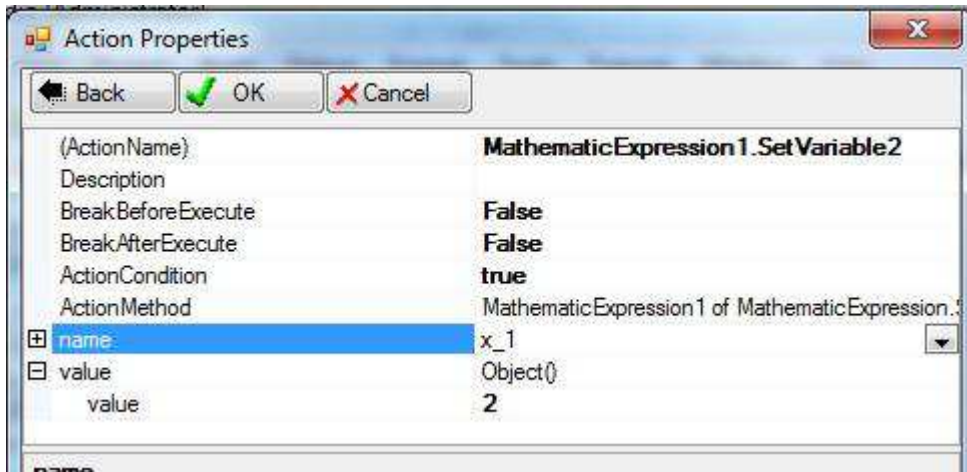 Action Properties
Back OK Cancel
(ActionName) MathematicExpression1.SetVariable2
Description
BreakBeforeExecute False
BreakAfterExecute False
ActionCondition true
ActionMethod MathematicExpression1 of MathematicExpression.
name x_1
value Object()
value 2
name